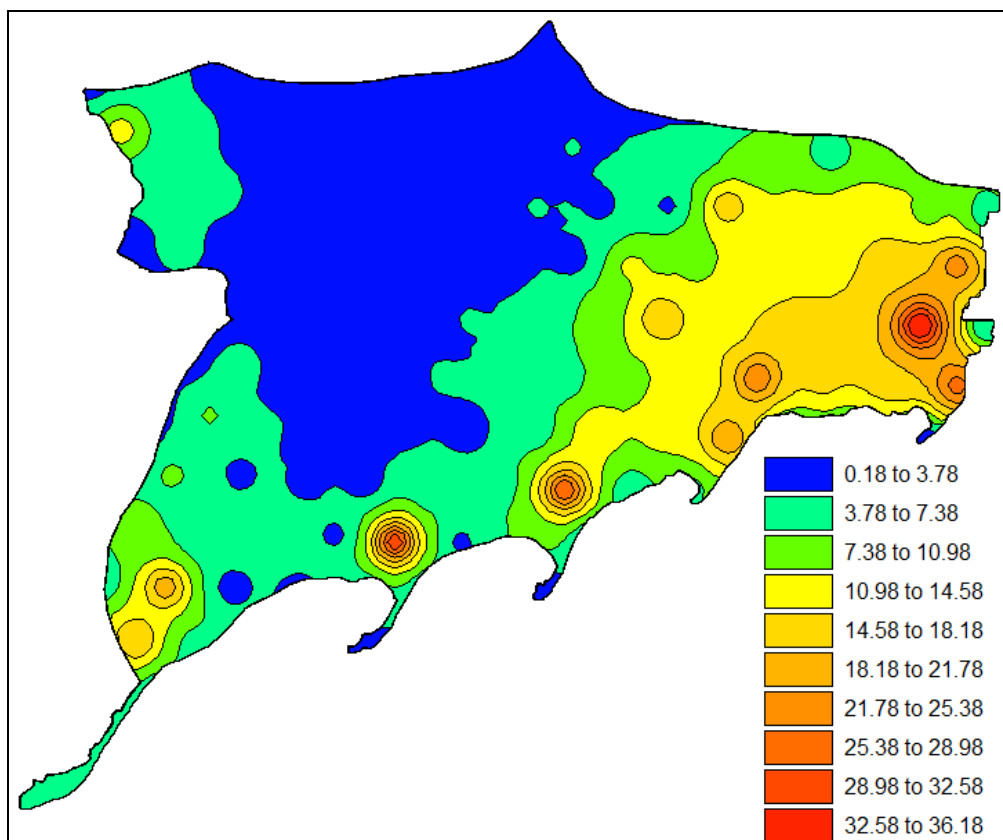 0.18 to 3.78
3.78 to 7.38
7.38 to 10.98
10.98 to 14.58
14.58 to 18.18
18.18 to 21.78
21.78 to 25.38
25.38 to 28.98
28.98 to 32.58
32.58 to 36.18